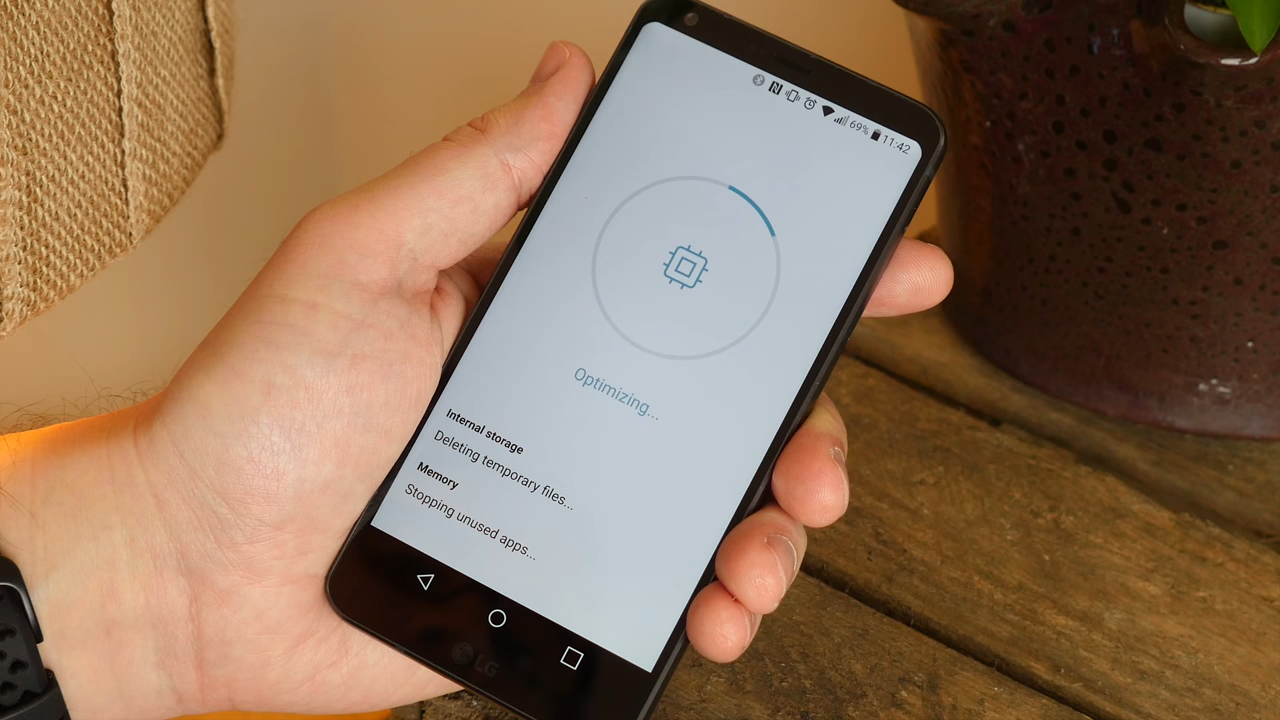 69% 11:42
Optimizing...
Internal storage
Deleting temporary files...
Memory
Stopping unused apps...
LG